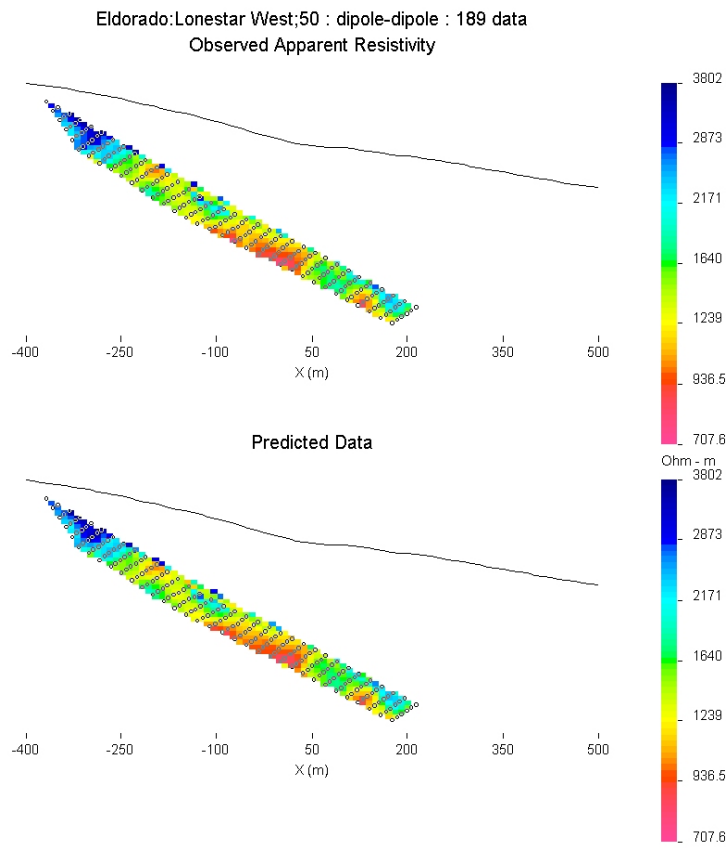 Eldorado:Lonestar West;50 : dipole-dipole : 189 data
Observed Apparent Resistivity
3802
2873
2171
1640
1239
936.5
707.6
Ohm - m
-400 -250 -100 50 200 350 500
X (m)
Predicted Data
3802
2873
2171
1640
1239
936.5
707.6
-400 -250 -100 50 200 350 500
X (m)